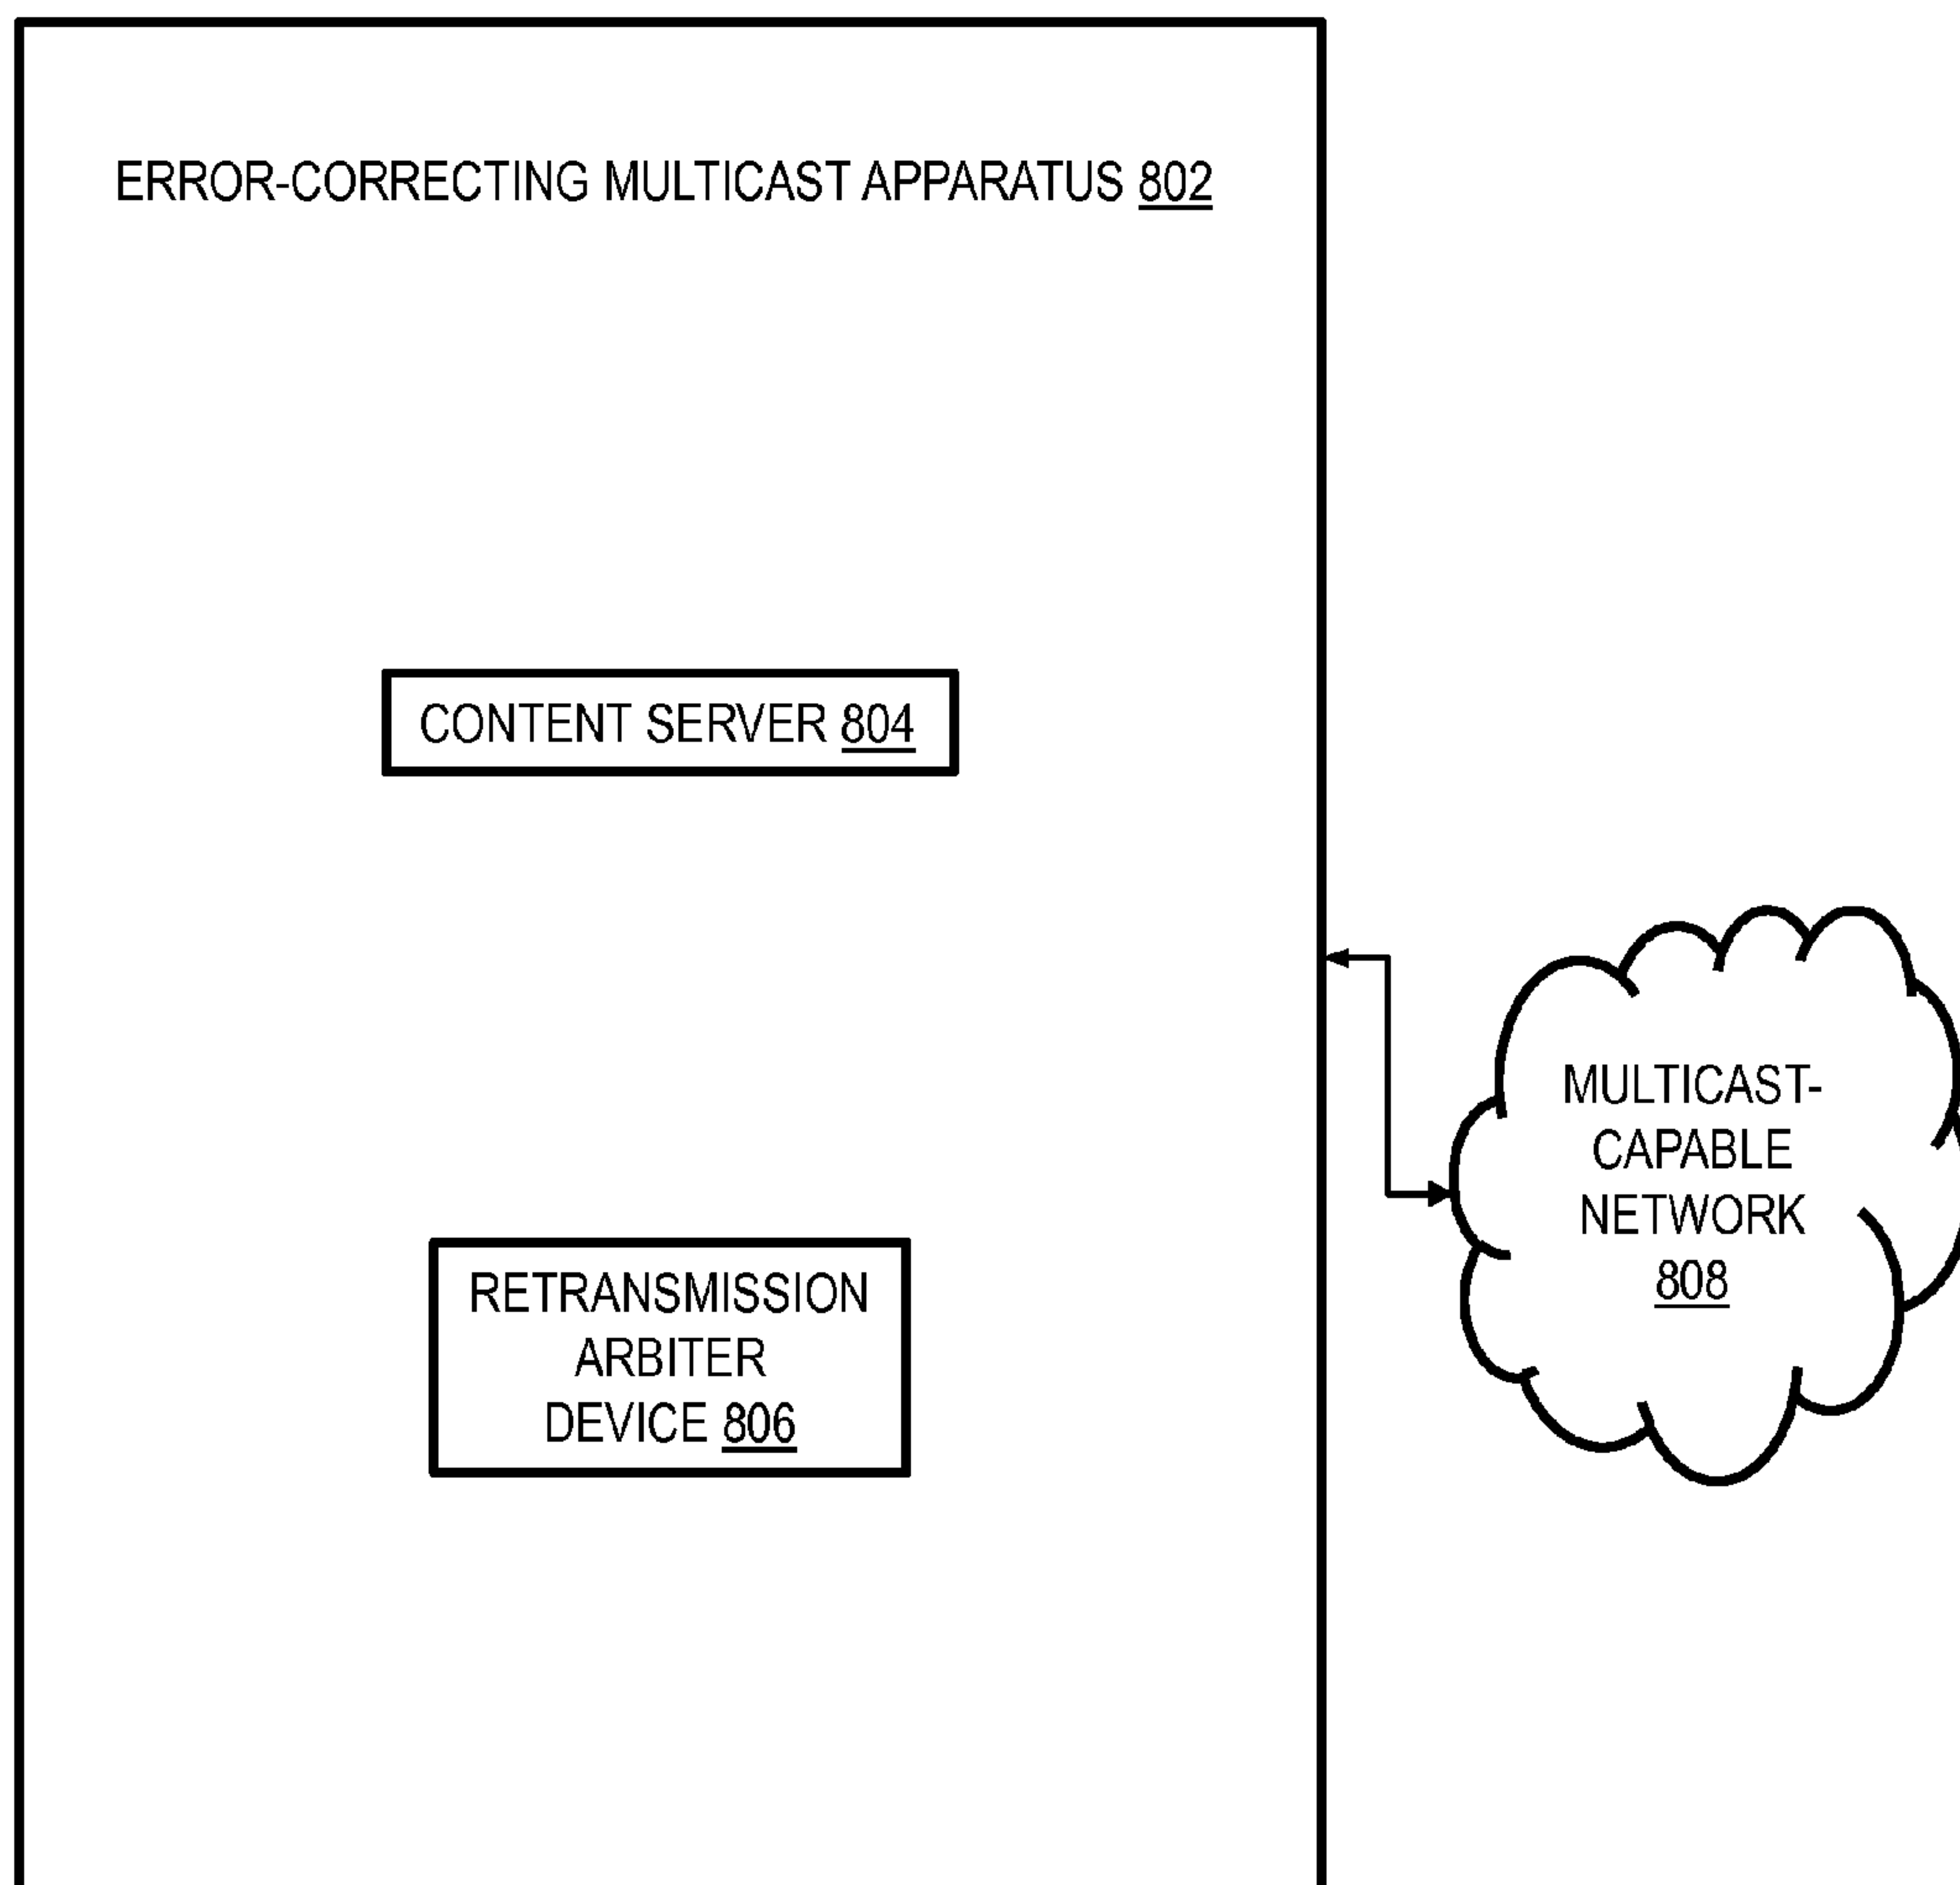 ERROR-CORRECTING MULTICAST APPARATUS 802
CONTENT SERVER 804
MULTICAST-
CAPABLE
NETWORK
808
RETRANSMISSION
ARBITER
DEVICE 806